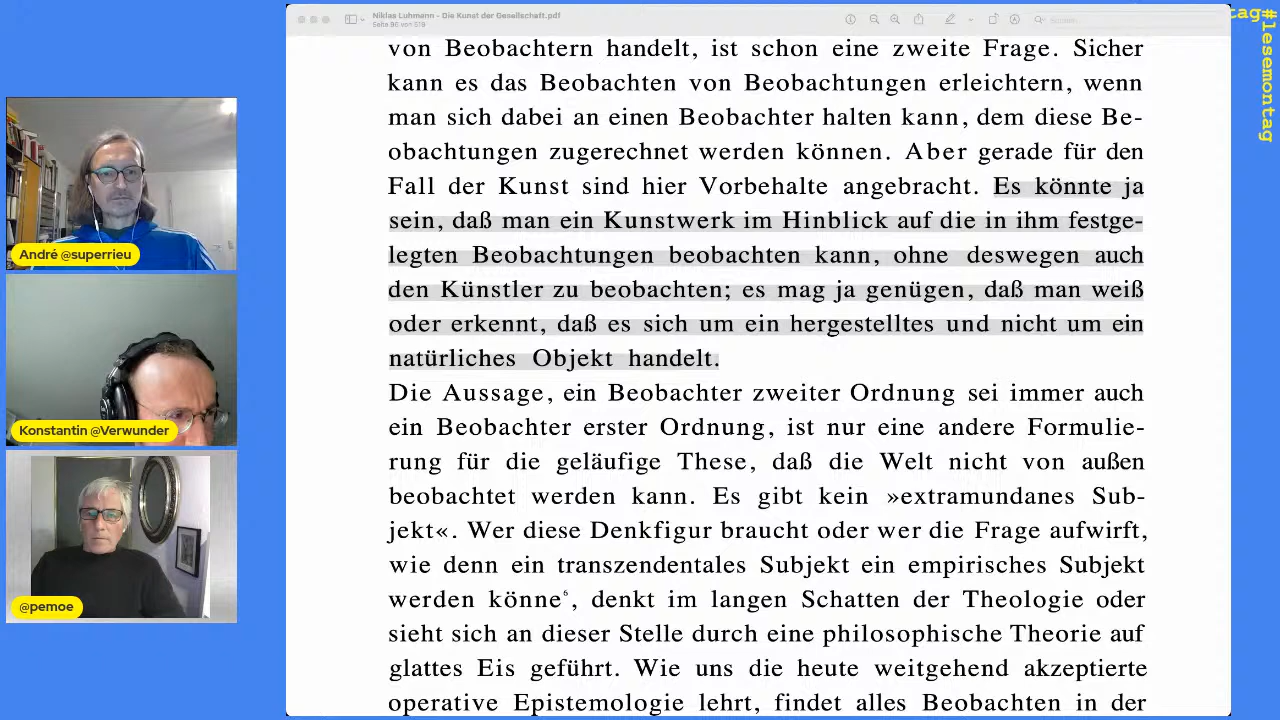 Niklas Luhmann - Die Kunst der Gesellschaft.pdf
Seite 96 von 519
tag#lesemontag
von Beobachtern handelt, ist schon eine zweite Frage. Sicher
kann es das Beobachten von Beobachtungen erleichtern, wenn
man sich dabei an einen Beobachter halten kann, dem diese Be-
obachtungen zugerechnet werden können. Aber gerade für den
Fall der Kunst sind hier Vorbehalte angebracht. Es könnte ja
sein, daß man ein Kunstwerk im Hinblick auf die in ihm festge-
legten Beobachtungen beobachten kann, ohne deswegen auch
den Künstler zu beobachten; es mag ja genügen, daß man weiß
oder erkennt, daß es sich um ein hergestelltes und nicht um ein
natürliches Objekt handelt.
Die Aussage, ein Beobachter zweiter Ordnung sei immer auch
ein Beobachter erster Ordnung, ist nur eine andere Formulie-
rung für die geläufige These, daß die Welt nicht von außen
beobachtet werden kann. Es gibt kein »extramundanes Sub-
jekt«. Wer diese Denkfigur braucht oder wer die Frage aufwirft,
wie denn ein transzendentales Subjekt ein empirisches Subjekt
werden könne⁶, denkt im langen Schatten der Theologie oder
sieht sich an dieser Stelle durch eine philosophische Theorie auf
glattes Eis geführt. Wie uns die heute weitgehend akzeptierte
operative Epistemologie lehrt, findet alles Beobachten in der
André @superrieu
Konstantin @Verwunder
@pemoe